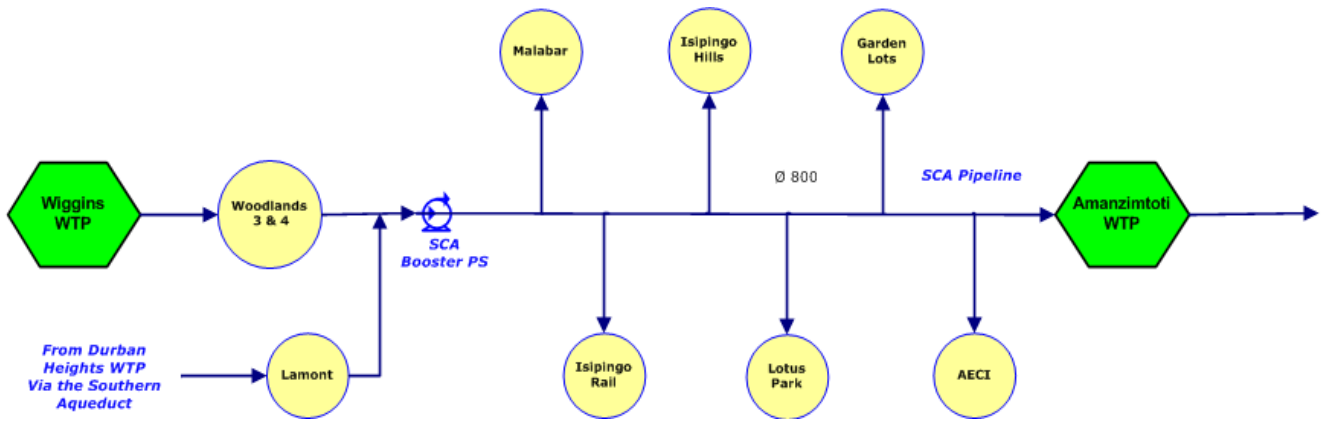 Malabar
Isipingo
Hills
Garden
Lots
Ø 800
SCA Pipeline
Wiggins
WTP
Woodlands
3 & 4
SCA
Booster PS
Amanzimtoti
WTP
From Durban
Heights WTP
Via the Southern
Aqueduct
Lamont
Isipingo
Rail
Lotus
Park
AECI